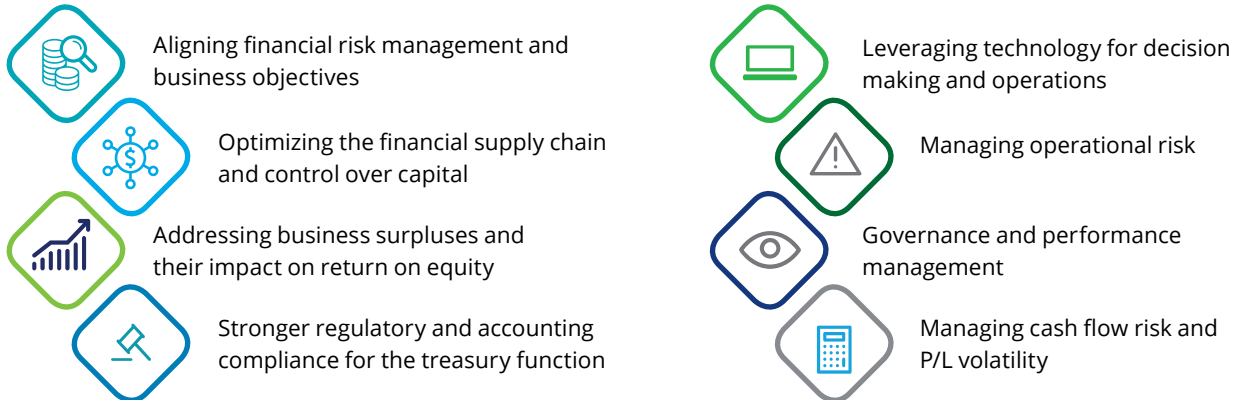 Aligning financial risk management and
business objectives
Optimizing the financial supply chain
and control over capital
Addressing business surpluses and
their impact on return on equity
Stronger regulatory and accounting
compliance for the treasury function
Leveraging technology for decision
making and operations
Managing operational risk
Governance and performance
management
Managing cash flow risk and
P/L volatility